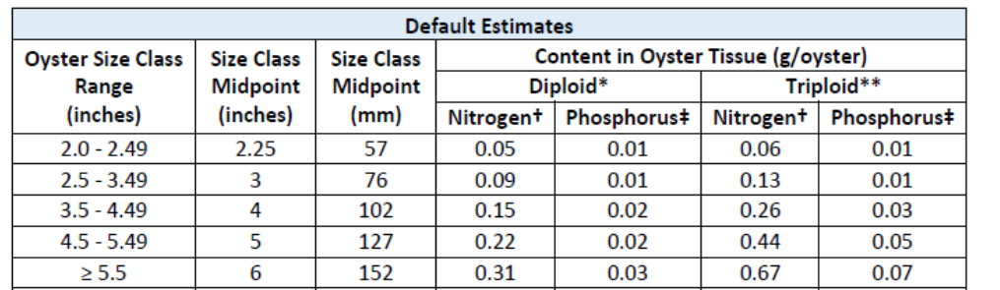 Default Estimates
Oyster Size Class Range (inches) | Size Class Midpoint (inches) | Size Class Midpoint (mm) | Content in Oyster Tissue (g/oyster)
Diploid* | Triploid**
Nitrogen† | Phosphorus‡ | Nitrogen† | Phosphorus‡
2.0 - 2.49 | 2.25 | 57 | 0.05 | 0.01 | 0.06 | 0.01
2.5 - 3.49 | 3 | 76 | 0.09 | 0.01 | 0.13 | 0.01
3.5 - 4.49 | 4 | 102 | 0.15 | 0.02 | 0.26 | 0.03
4.5 - 5.49 | 5 | 127 | 0.22 | 0.02 | 0.44 | 0.05
≥ 5.5 | 6 | 152 | 0.31 | 0.03 | 0.67 | 0.07